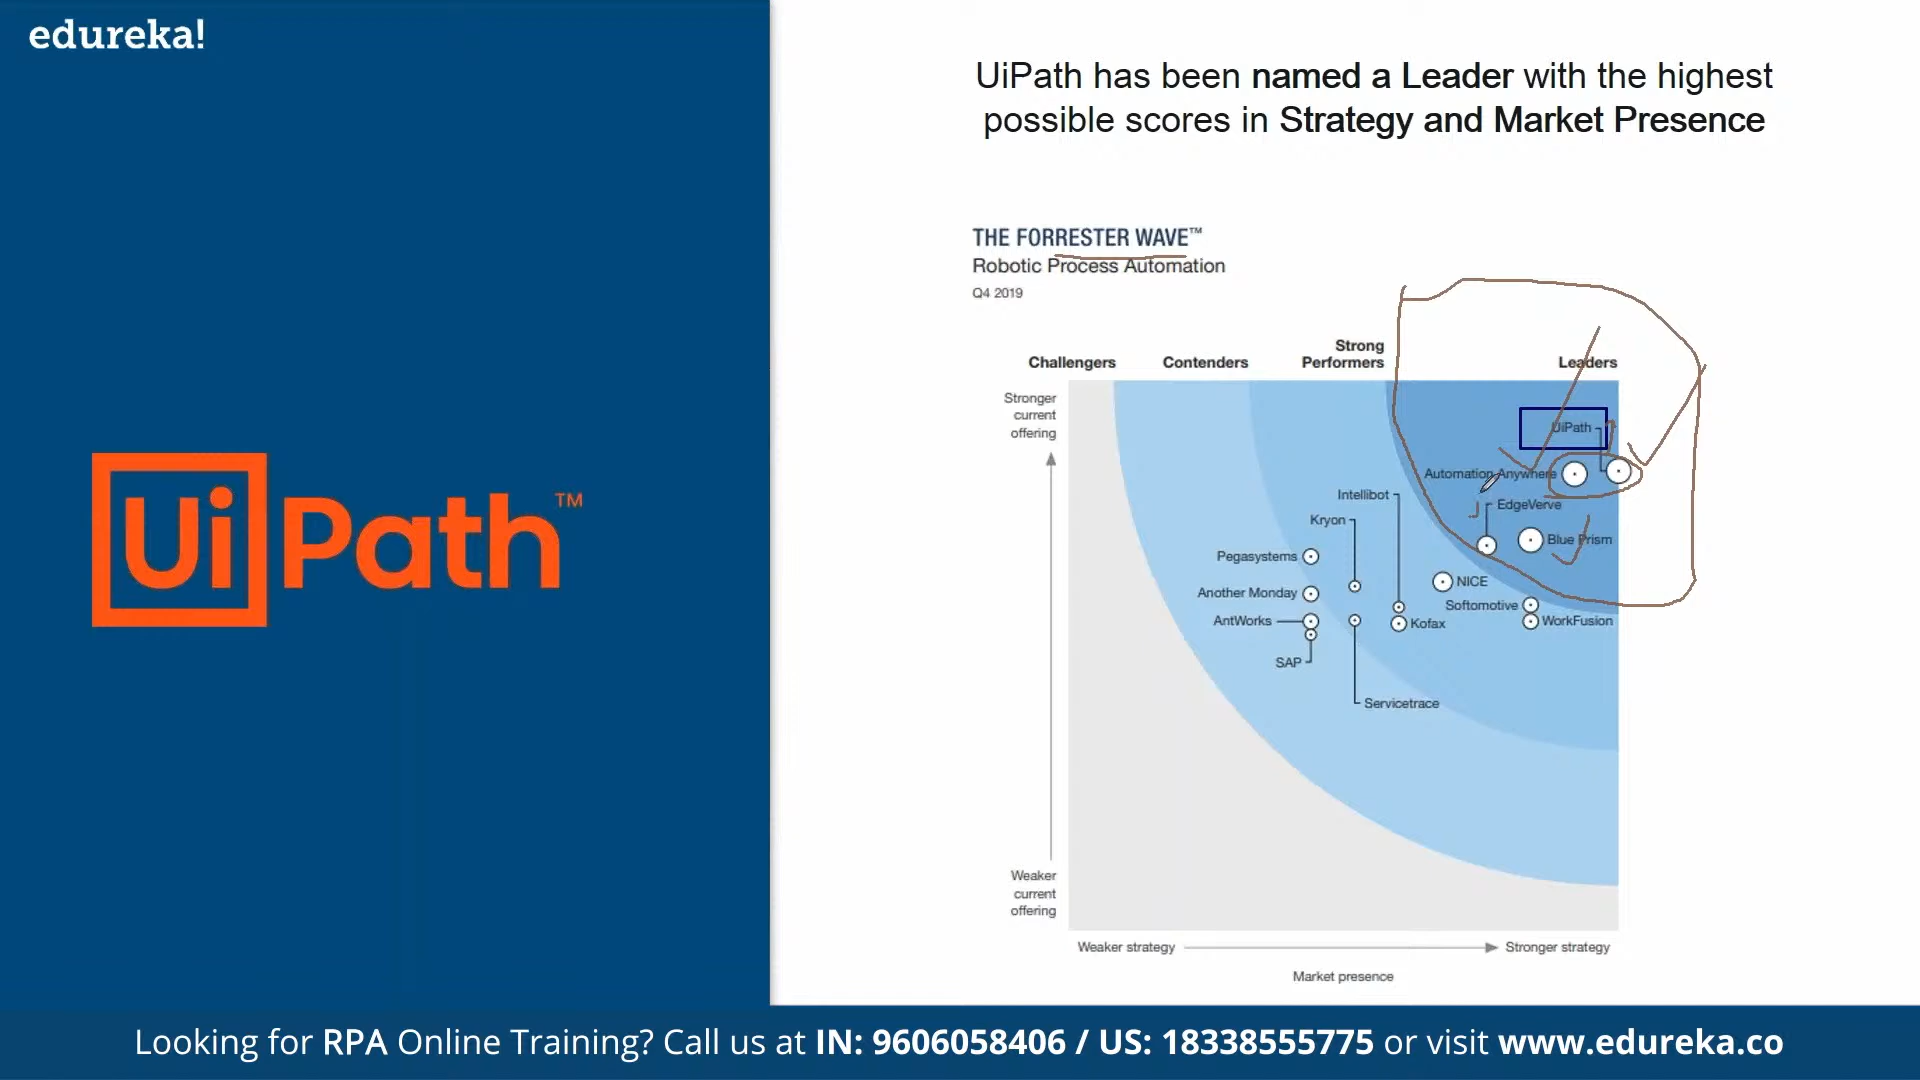 edureka!
UiPath™
UiPath has been named a Leader with the highest
possible scores in Strategy and Market Presence
THE FORRESTER WAVE™
Robotic Process Automation
Q4 2019
Challengers
Contenders
Strong
Performers
Leaders
Stronger
current
offering
UiPath
Automation Anywhere
Intellibot
EdgeVerve
Kryon
Blue Prism
Pegasystems
NICE
Another Monday
Softomotive
AntWorks
Kofax
WorkFusion
SAP
Servicetrace
Weaker
current
offering
Weaker strategy
Stronger strategy
Market presence
Looking for RPA Online Training? Call us at IN: 9606058406 / US: 18338555775 or visit www.edureka.co